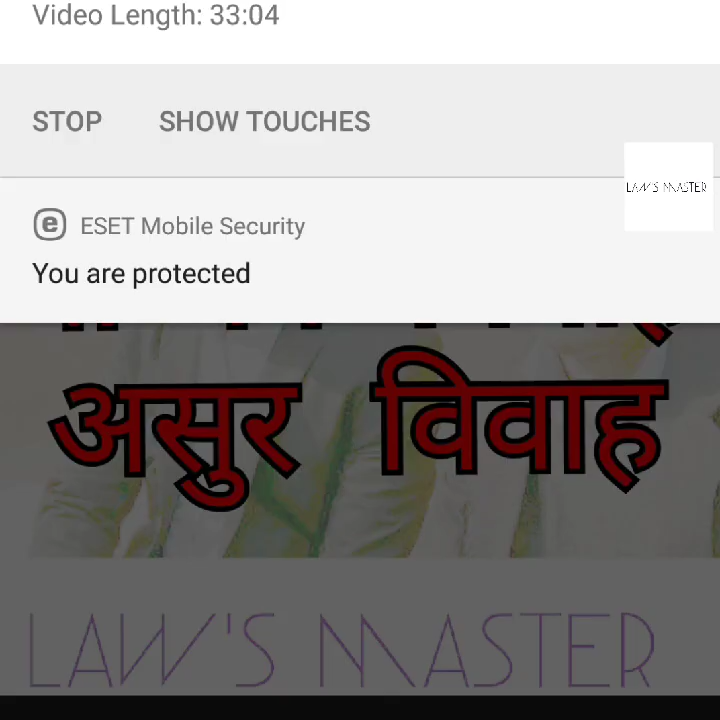 Video Length: 33:04
STOP SHOW TOUCHES
LAW'S MASTER
ESET Mobile Security
You are protected
असुर विवाह
LAW'S MASTER